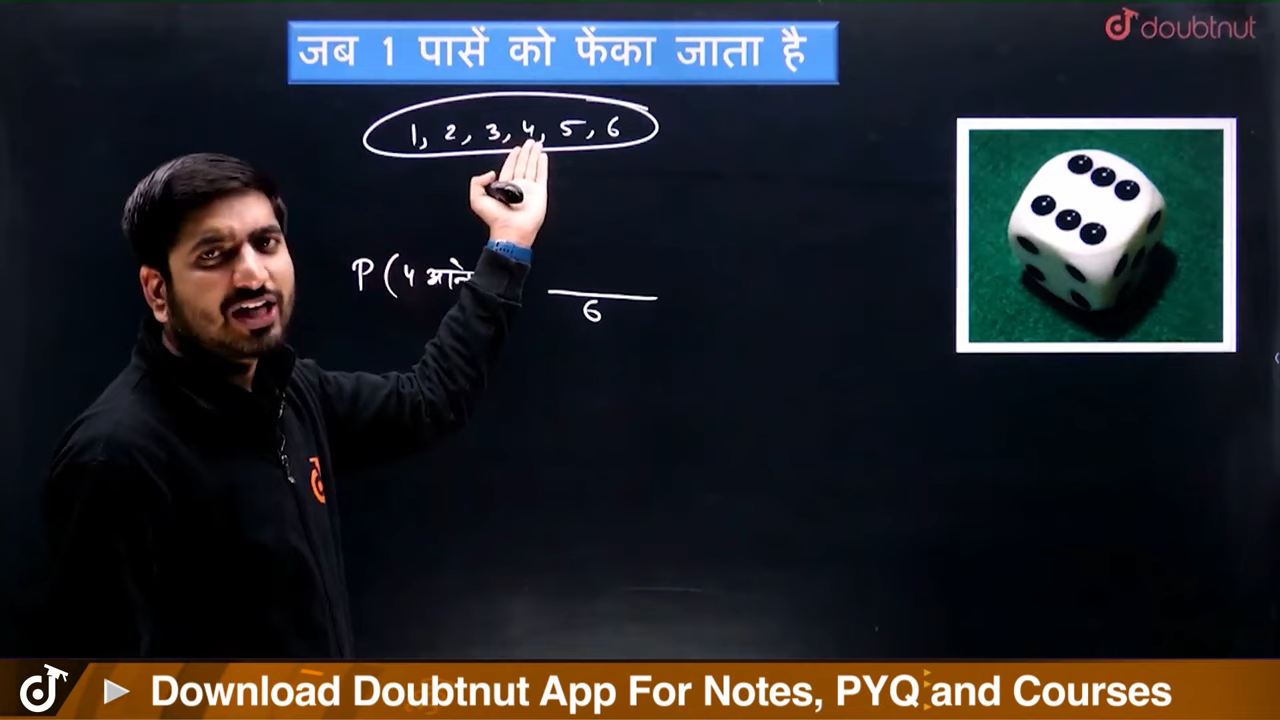 जब 1 पासें को फेंका जाता है
doubtnut
1, 2, 3, 4, 5, 6
P (4 आने
6
Download Doubtnut App For Notes, PYQ and Courses